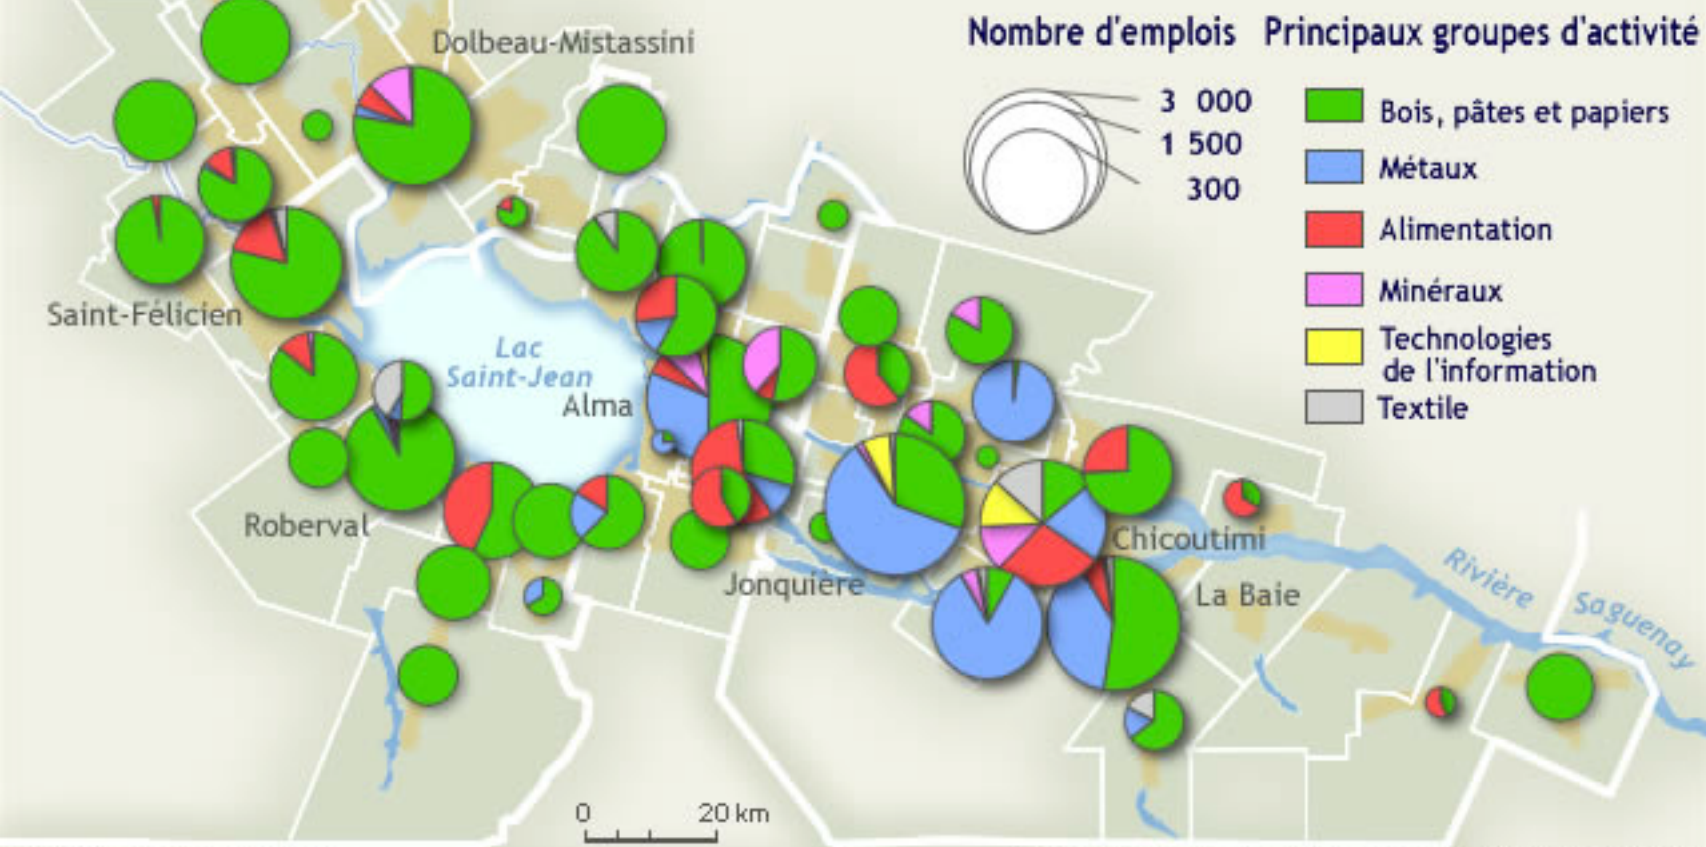 Nombre d'emplois
Principaux groupes d'activité
3 000
1 500
300
Bois, pâtes et papiers
Métaux
Alimentation
Minéraux
Technologies
de l'information
Textile
Dolbeau-Mistassini
Saint-Félicien
Lac
Saint-Jean
Alma
Roberval
Jonquière
Chicoutimi
La Baie
Rivière
Saguenay
0
20 km